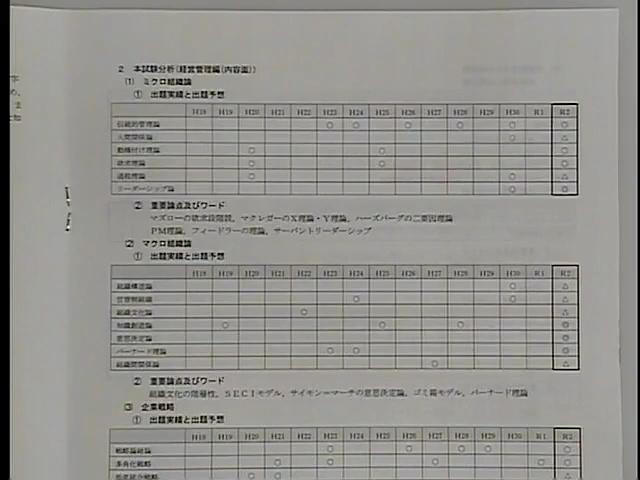 2 本試験分析（経営管理編（内容面））
(1) ミクロ組織論
① 出題実績と出題予想
H18 H19 H20 H21 H22 H23 H24 H25 H26 H27 H28 H29 H30 R1 R2
伝統的管理論 ○ ○ ○ ○ ○ ○
人間関係論 ○ △
動機付け理論 ○ ○ ○
欲求理論 ○ ○ ○
過程理論 ○ ○ △
リーダーシップ論 ○
② 重要論点及びワード
マズローの欲求段階説、マクレガーのX理論・Y理論、ハーズバーグの二要因理論
PM理論、フィードラーの理論、サーバントリーダーシップ
(2) マクロ組織論
① 出題実績と出題予想
H18 H19 H20 H21 H22 H23 H24 H25 H26 H27 H28 H29 H30 R1 R2
組織構造論 ○ △
官僚制組織 ○ ○ △
組織文化論 ○ △
知識創造論 ○ ○ ○ ◎
意思決定論 ◎
バーナード理論 ○ ○ ◎
組織間関係論 ○ △
② 重要論点及びワード
組織文化の階層性、SECIモデル、サイモン＝マーチの意思決定論、ゴミ箱モデル、バーナード理論
(3) 企業戦略
① 出題実績と出題予想
H18 H19 H20 H21 H22 H23 H24 H25 H26 H27 H28 H29 H30 R1 R2
戦略論総論 ○ ○ ○ ○ ○
多角化戦略 ○ ○ ○ ○ ○